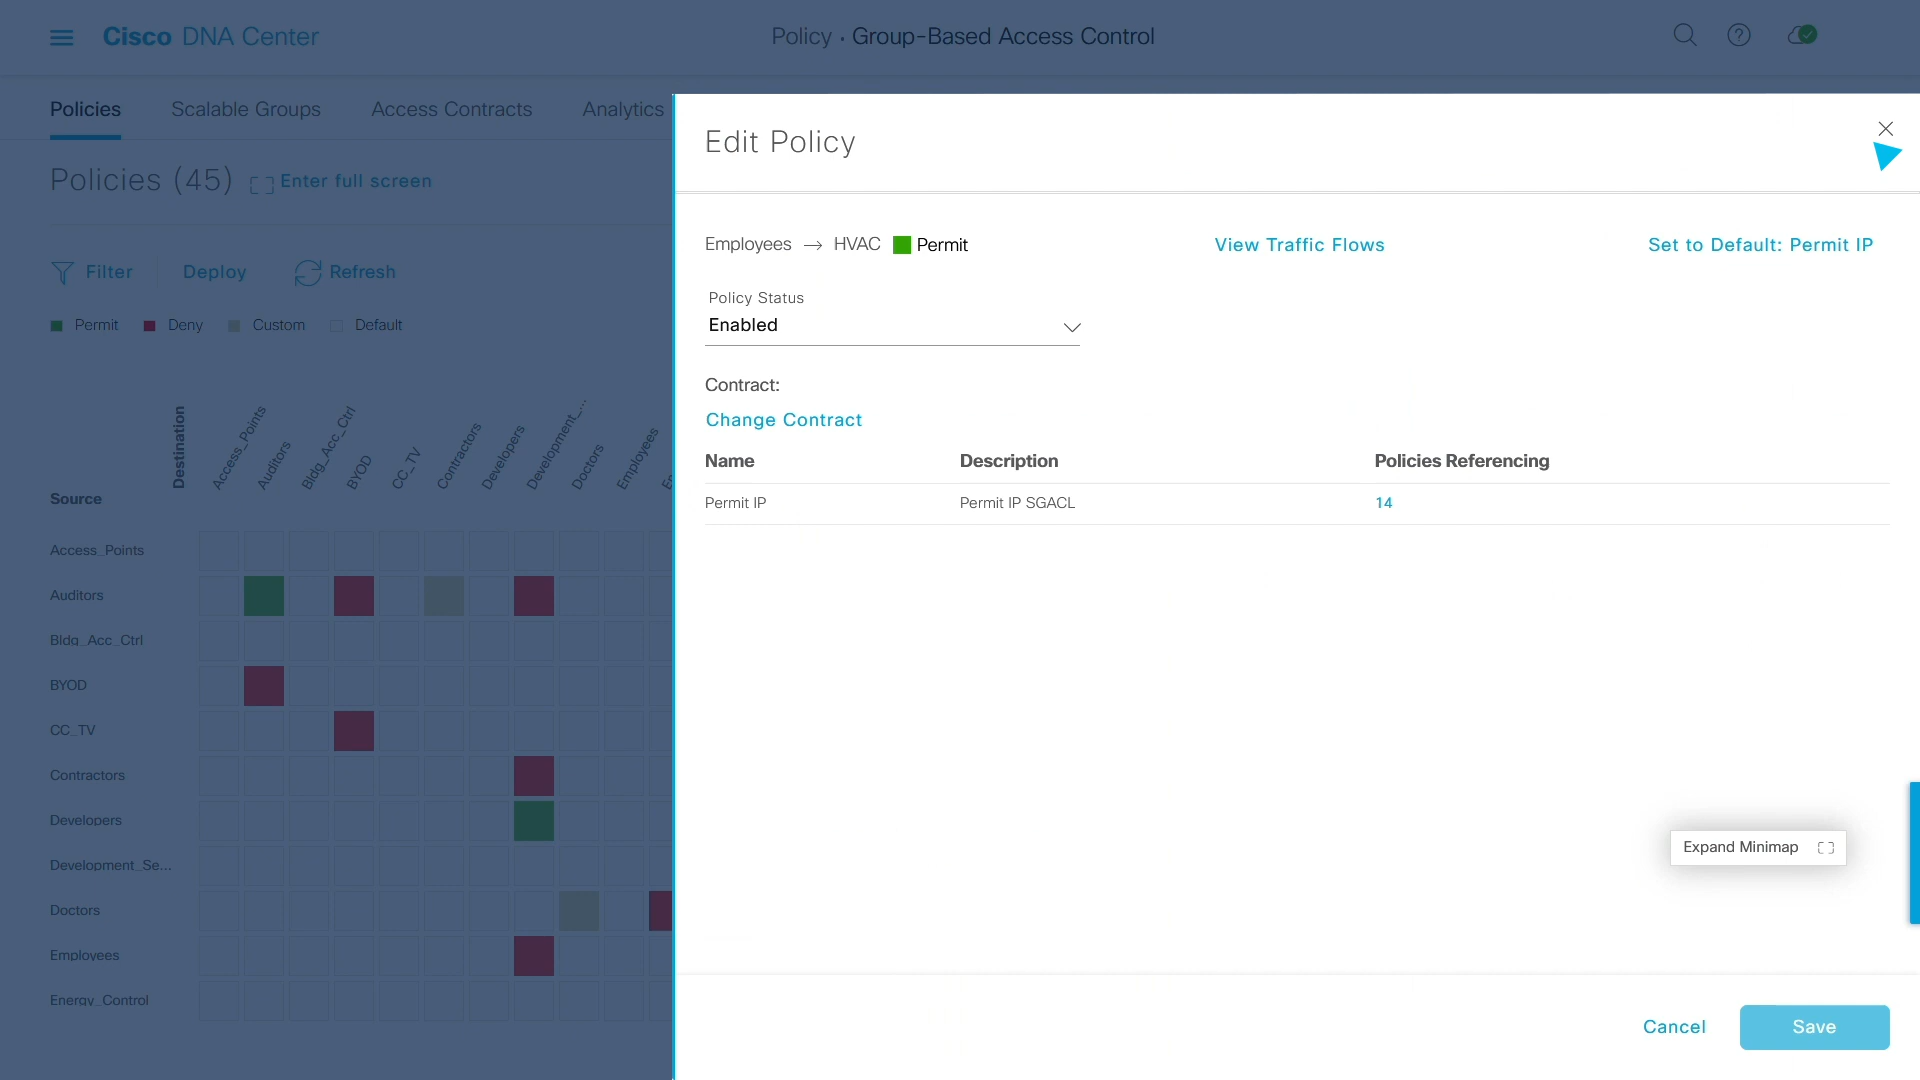 Cisco DNA Center
Policy · Group-Based Access Control
Policies
Scalable Groups
Access Contracts
Analytics
Policies (45)
Enter full screen
Filter
Deploy
Refresh
Permit
Deny
Custom
Default
Destination
Access_Points
Auditors
Bldg_Acc_Ctrl
BYOD
CC_TV
Contractors
Developers
Development_...
Doctors
Employees
Source
Access_Points
Auditors
Bldg_Acc_Ctrl
BYOD
CC_TV
Contractors
Developers
Development_Se...
Doctors
Employees
Energy_Control
Edit Policy
Employees → HVAC Permit
View Traffic Flows
Set to Default: Permit IP
Policy Status
Enabled
Contract:
Change Contract
Name Description Policies Referencing
Permit IP Permit IP SGACL 14
Expand Minimap
Cancel
Save